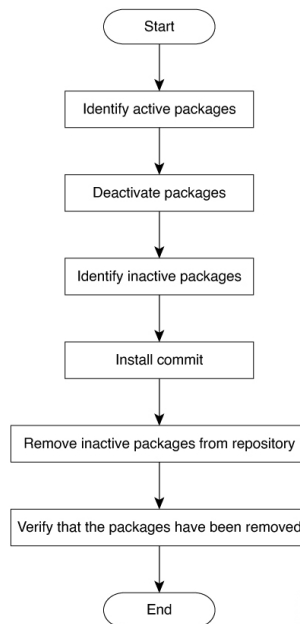 Start
Identify active packages
Deactivate packages
Identify inactive packages
Install commit
Remove inactive packages from repository
Verify that the packages have been removed
End